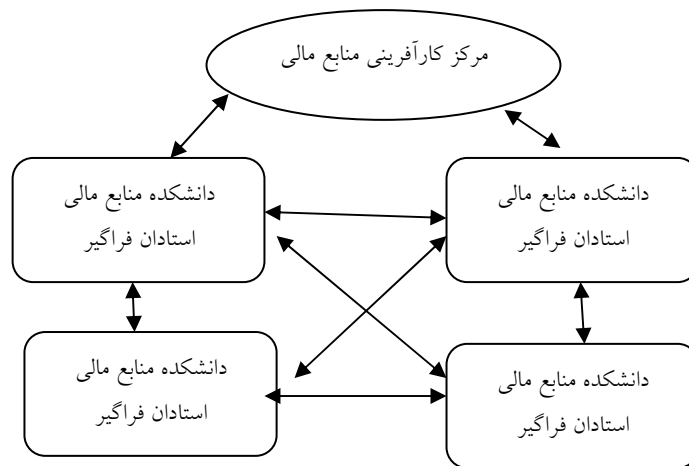 مرکز کارآفرینی منابع مالی
دانشکده منابع مالی
استادان فراگیر
دانشکده منابع مالی
استادان فراگیر
دانشکده منابع مالی
استادان فراگیر
دانشکده منابع مالی
استادان فراگیر